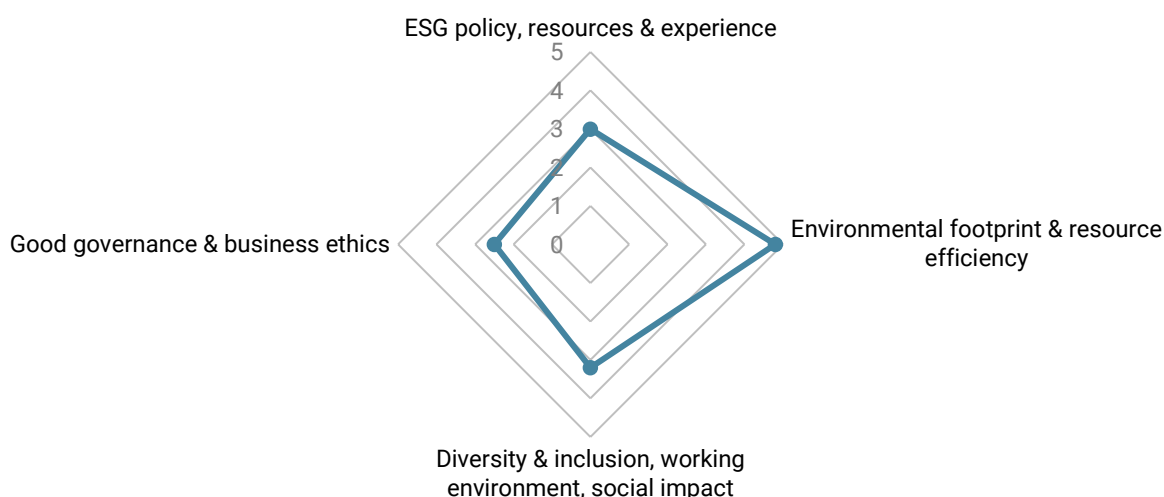 ESG policy, resources & experience
5
4
3
2
1
0
Environmental footprint & resource
efficiency
Good governance & business ethics
Diversity & inclusion, working
environment, social impact